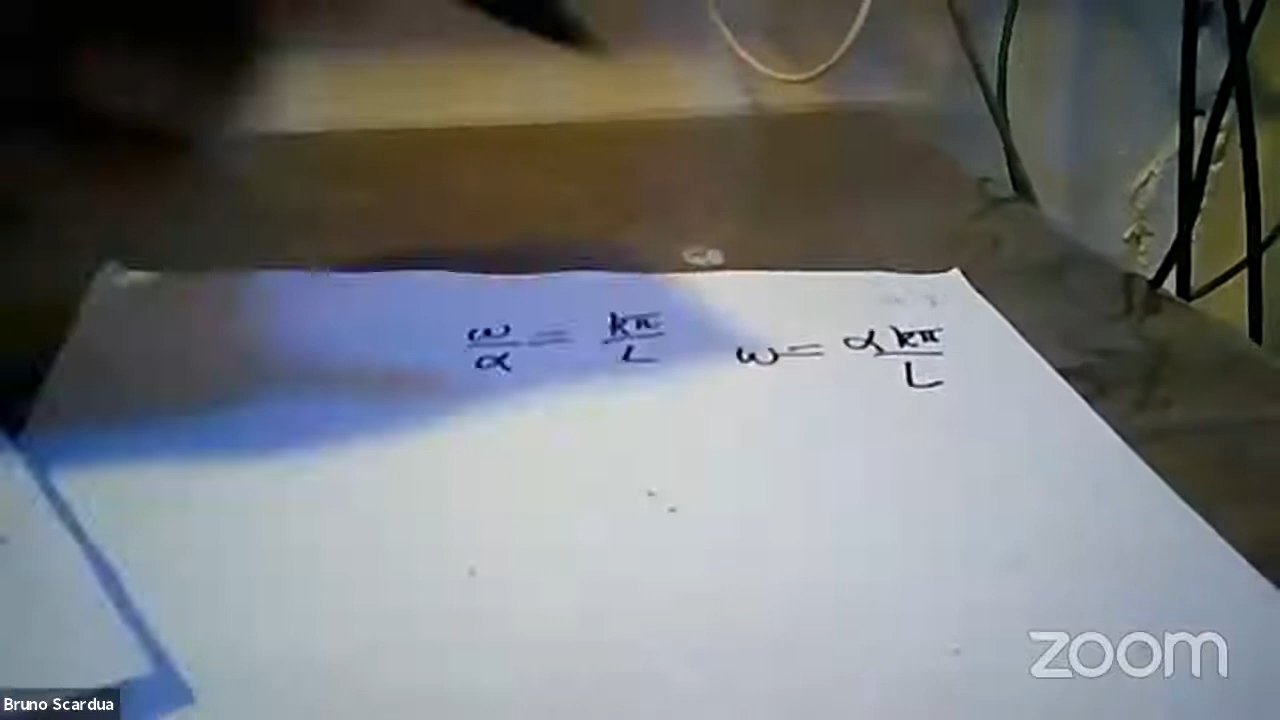 ω/α = kπ/L   ω = αkπ/L
zoom
Bruno Scardua